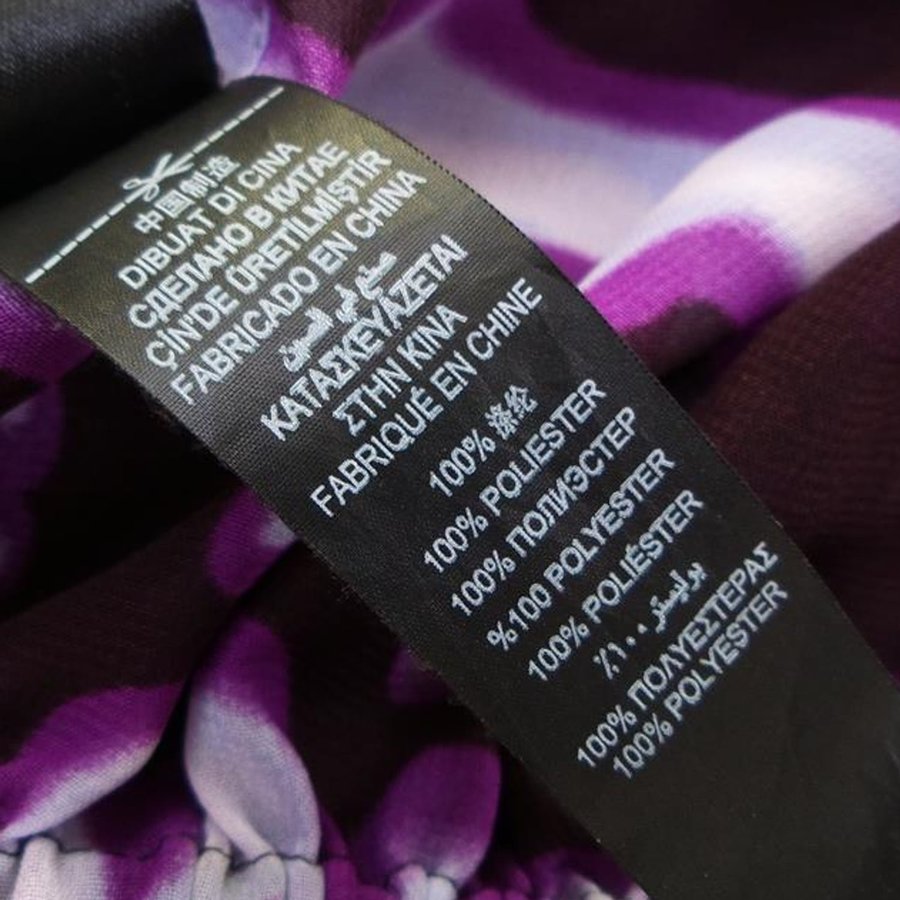 中国制造
DIBUAT DI CINA
СДЕЛАНО В КИТАЕ
ÇİN'DE ÜRETİLMİŞTİR
FABRICADO EN CHINA
صنع في الصين
ΚΑΤΑΣΚΕΥΆΖΕΤΑΙ
ΣΤΗΝ ΚΙΝΑ
FABRIQUÉ EN CHINE
100% 涤纶
100% POLIESTER
100% ПОЛИЭСТЕР
%100 POLYESTER
100% POLIÉSTER
بوليستر ١٠٠٪
100% ΠΟΛΥΕΣΤΕΡΑΣ
100% POLYESTER